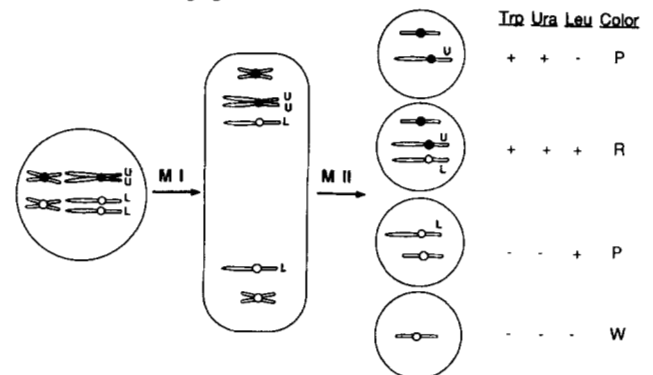 Trp Ura Leu Color
U
+ + - P
U
U
L
U
L
+ + + R
U
U
L
L
M I
M II
L
- - + P
L
- - - W